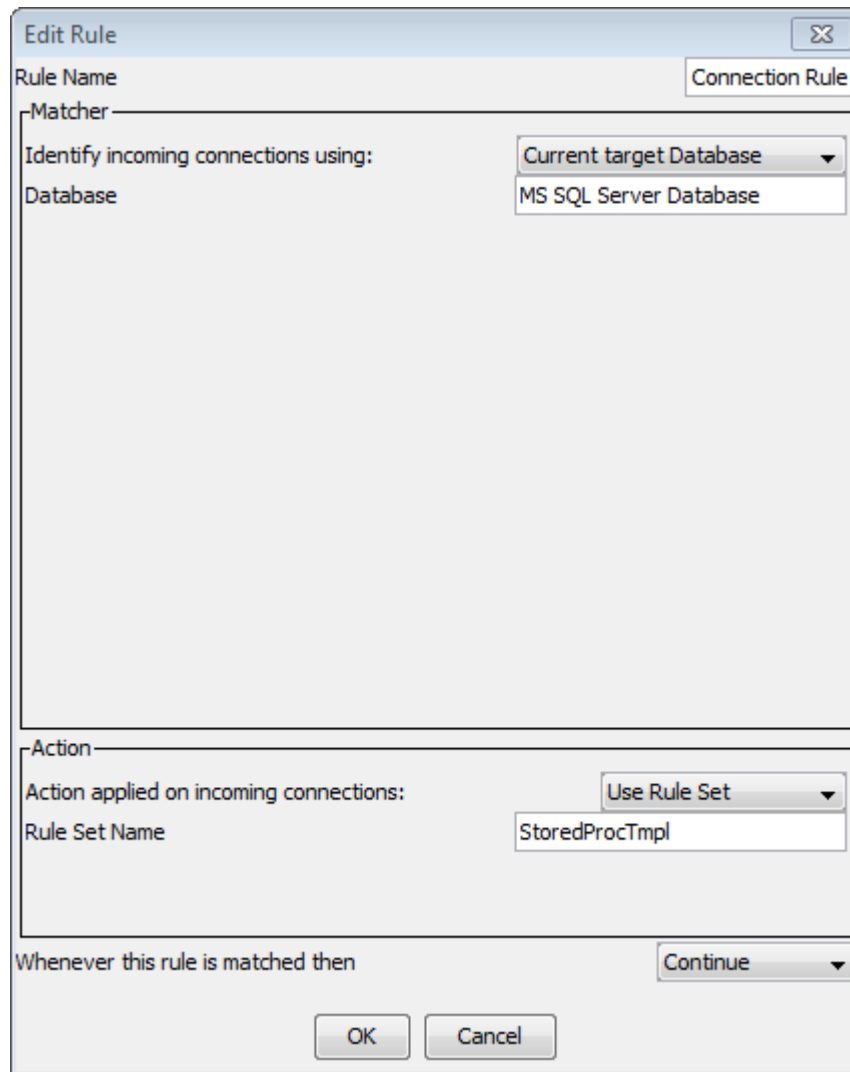 Edit Rule
Rule Name Connection Rule
Matcher
Identify incoming connections using: Current target Database
Database MS SQL Server Database
Action
Action applied on incoming connections: Use Rule Set
Rule Set Name StoredProcTmpl
Whenever this rule is matched then Continue
OK Cancel